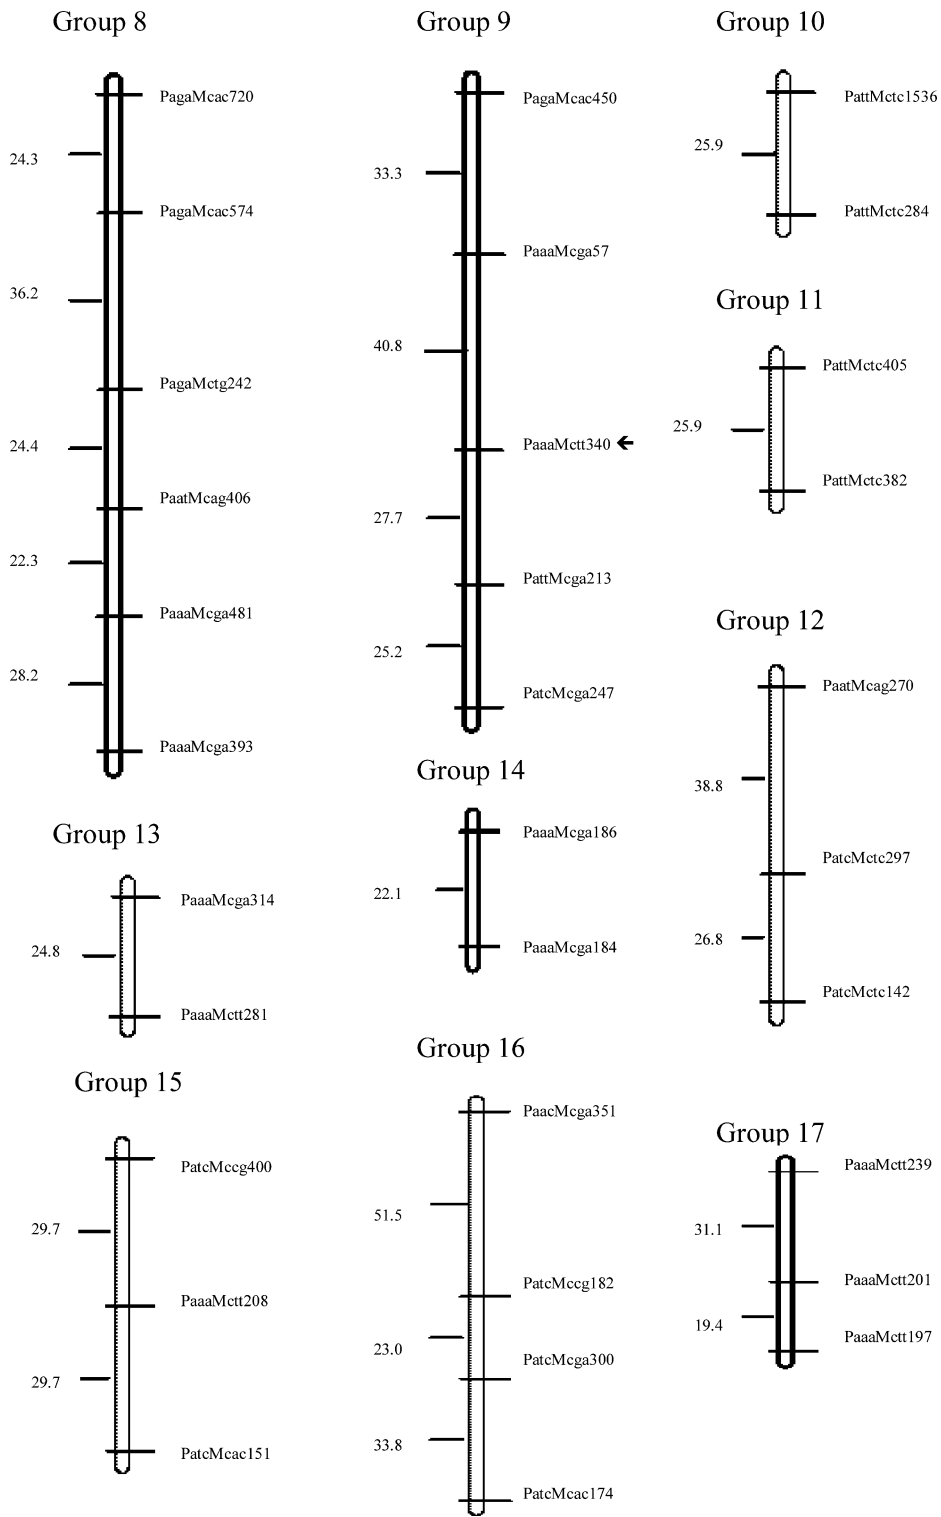 Group 8
PagaMcac720
24.3
PagaMcac574
36.2
PagaMctg242
24.4
PaatMcag406
22.3
PaaaMcga481
28.2
PaaaMcga393
Group 9
PagaMcac450
33.3
PaaaMcga57
40.8
PaaaMctt340
27.7
PattMcga213
25.2
PatcMcga247
Group 10
PattMctc1536
25.9
PattMctc284
Group 11
PattMctc405
25.9
PattMctc382
Group 12
PaatMcag270
38.8
PatcMctc297
26.8
PatcMctc142
Group 13
PaaaMcga314
24.8
PaaaMctt281
Group 14
PaaaMcga186
22.1
PaaaMcga184
Group 15
PatcMccg400
29.7
PaaaMctt208
29.7
PatcMcac151
Group 16
PaacMcga351
51.5
PatcMccg182
23.0
PatcMcga300
33.8
PatcMcac174
Group 17
PaaaMctt239
31.1
PaaaMctt201
19.4
PaaaMctt197